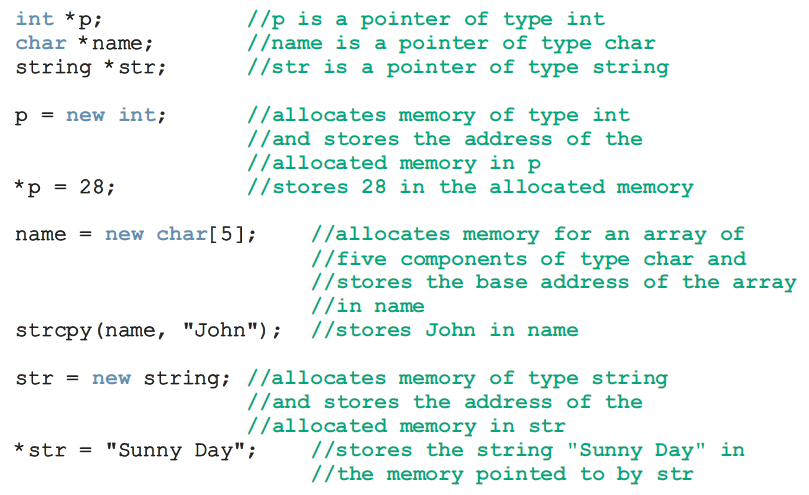 int *p; //p is a pointer of type int
char *name; //name is a pointer of type char
string *str; //str is a pointer of type string
p = new int; //allocates memory of type int
//and stores the address of the
//allocated memory in p
*p = 28; //stores 28 in the allocated memory
name = new char[5]; //allocates memory for an array of
//five components of type char and
//stores the base address of the array
//in name
strcpy(name, "John"); //stores John in name
str = new string; //allocates memory of type string
//and stores the address of the
//allocated memory in str
*str = "Sunny Day"; //stores the string "Sunny Day" in
//the memory pointed to by str